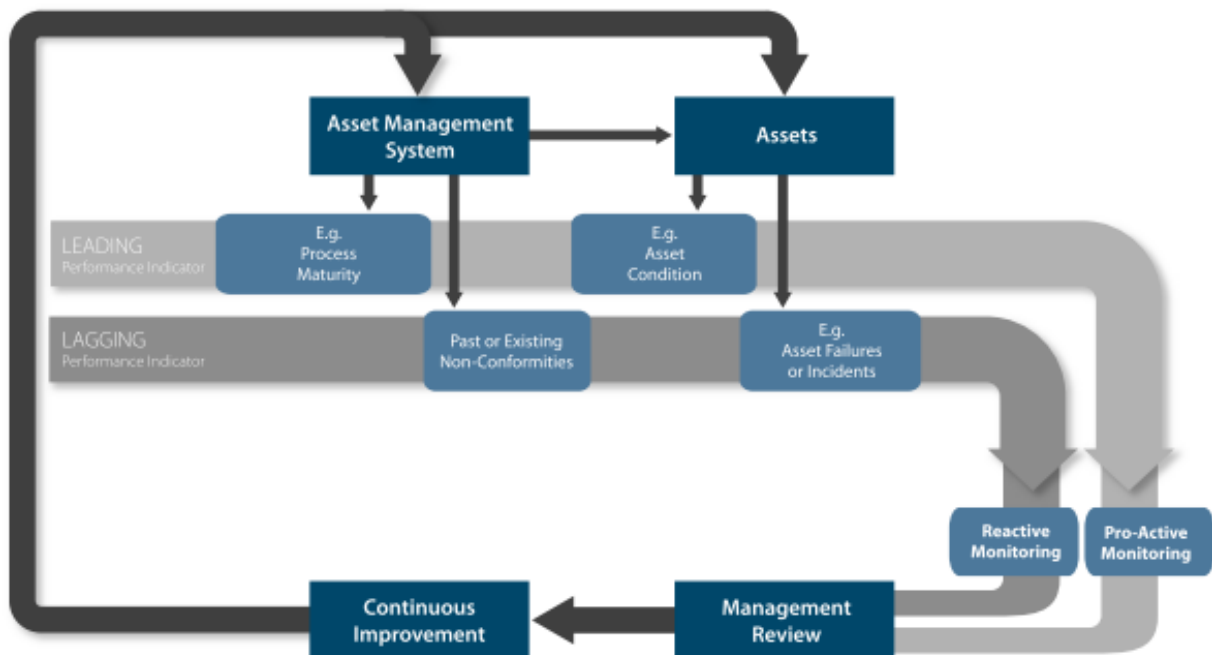 Asset Management
System
Assets
LEADING
Performance Indicator
E.g.
Process
Maturity
E.g.
Asset
Condition
LAGGING
Performance Indicator
Past or Existing
Non-Conformities
E.g.
Asset Failures
or Incidents
Reactive
Monitoring
Pro-Active
Monitoring
Continuous
Improvement
Management
Review